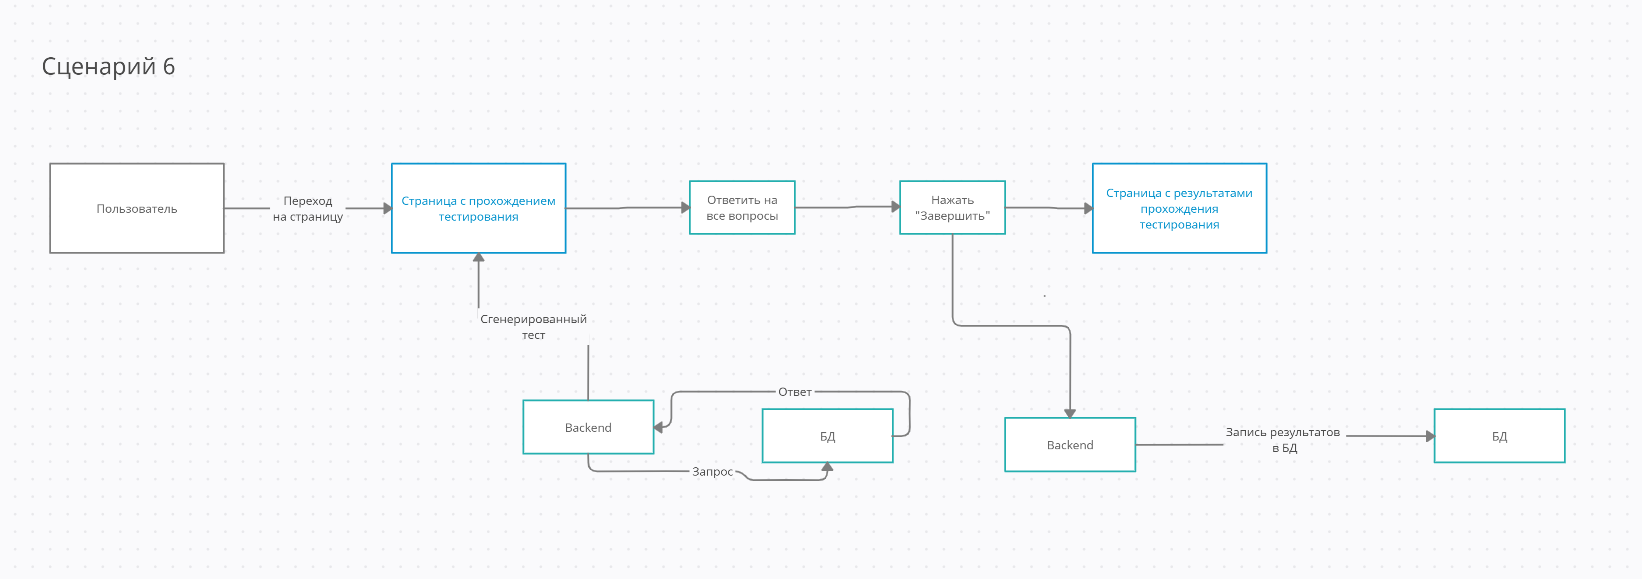 Сценарий 6
Пользователь
Переход
на страницу
Страница с прохождением
тестирования
Ответить на
все вопросы
Нажать
"Завершить"
Страница с результатами
прохождения
тестирования
Сгенерированный
тест
Backend
Ответ
БД
Запрос
Backend
Запись результатов
в БД
БД